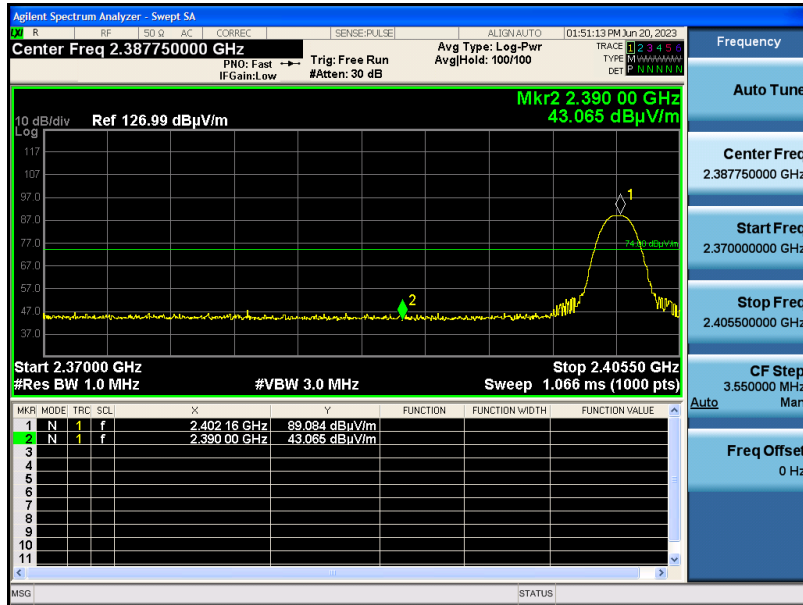 Agilent Spectrum Analyzer - Swept SA
LXI R RF 50 Ω AC CORREC SENSE:PULSE ALIGN AUTO 01:51:13 PM Jun 20, 2023
Center Freq 2.387750000 GHz
PNO: Fast
IFGain:Low
Trig: Free Run
#Atten: 30 dB
Avg Type: Log-Pwr
Avg|Hold: 100/100
TRACE 1 2 3 4 5 6
TYPE M
DET P N N N N N
Mkr2 2.390 00 GHz
43.065 dBµV/m
10 dB/div Ref 126.99 dBµV/m
Log
117
107
97.0
87.0
77.0
67.0
57.0
47.0
37.0
1
74.00 dBµV/m
2
Start 2.37000 GHz Stop 2.40550 GHz
#Res BW 1.0 MHz #VBW 3.0 MHz Sweep 1.066 ms (1000 pts)
MKR MODE TRC SCL X Y FUNCTION FUNCTION WIDTH FUNCTION VALUE
1 N 1 f 2.402 16 GHz 89.084 dBµV/m
2 N 1 f 2.390 00 GHz 43.065 dBµV/m
3
4
5
6
7
8
9
10
11
MSG STATUS
Frequency
Auto Tune
Center Freq
2.387750000 GHz
Start Freq
2.370000000 GHz
Stop Freq
2.405500000 GHz
CF Step
3.550000 MHz
Auto Man
Freq Offset
0 Hz